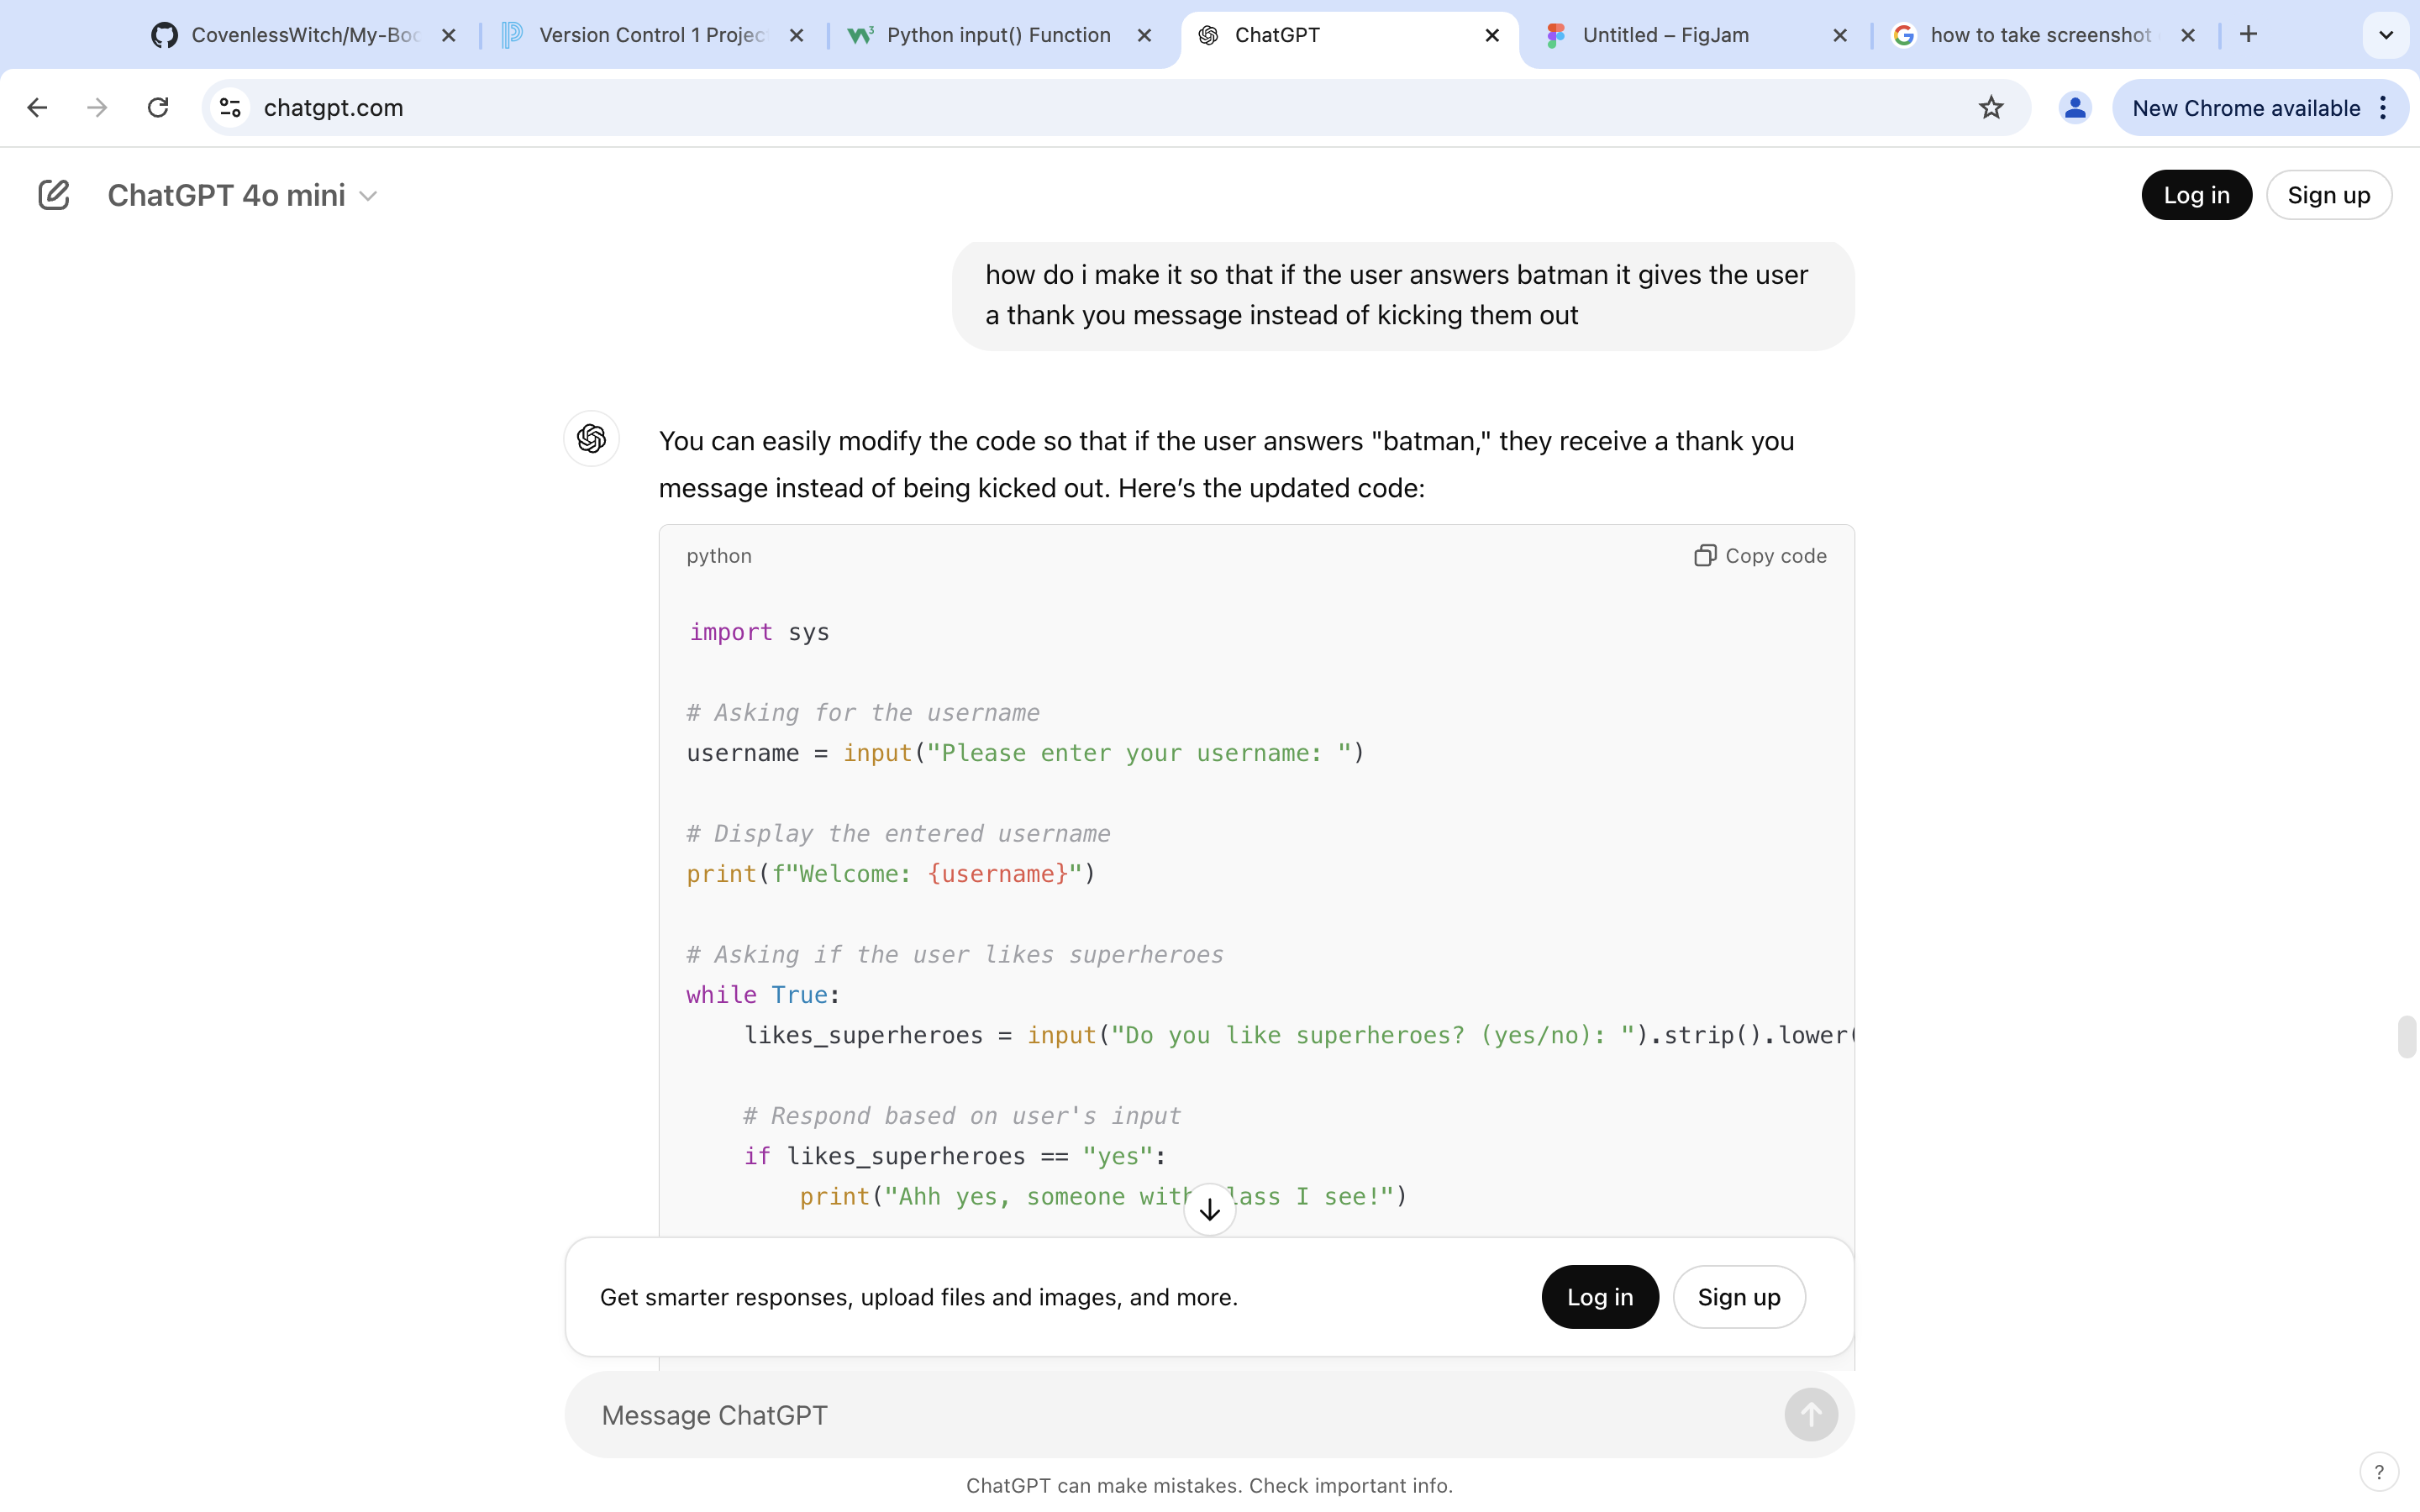 CovenlessWitch/My-Boo
Version Control 1 Projec
Python input() Function
ChatGPT
Untitled – FigJam
how to take screenshot
chatgpt.com
New Chrome available
ChatGPT 4o mini
Log in
Sign up
how do i make it so that if the user answers batman it gives the user
a thank you message instead of kicking them out
You can easily modify the code so that if the user answers "batman," they receive a thank you
message instead of being kicked out. Here’s the updated code:
python
Copy code
import sys
# Asking for the username
username = input("Please enter your username: ")
# Display the entered username
print(f"Welcome: {username}")
# Asking if the user likes superheroes
while True:
    likes_superheroes = input("Do you like superheroes? (yes/no): ").strip().lower(
    # Respond based on user's input
    if likes_superheroes == "yes":
        print("Ahh yes, someone with lass I see!")
Get smarter responses, upload files and images, and more.
Log in
Sign up
Message ChatGPT
ChatGPT can make mistakes. Check important info.
?